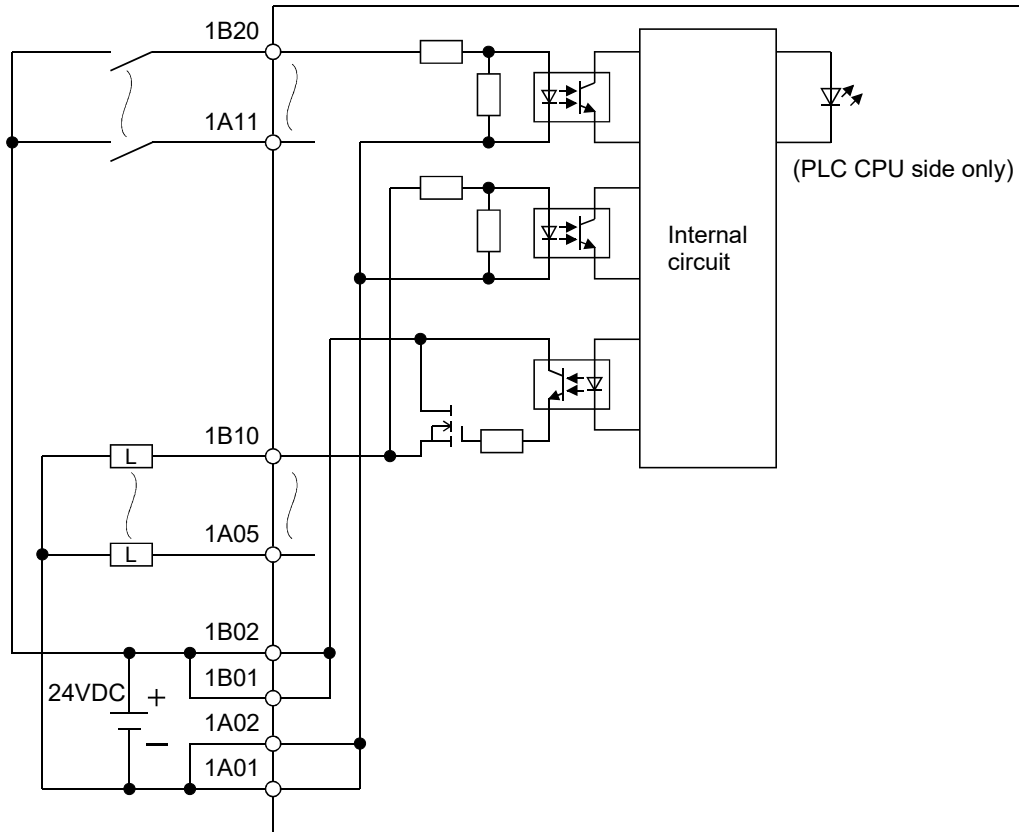 1B20
1A11
(PLC CPU side only)
Internal
circuit
1B10
L
1A05
L
1B02
1B01
24VDC
+
1A02
−
1A01